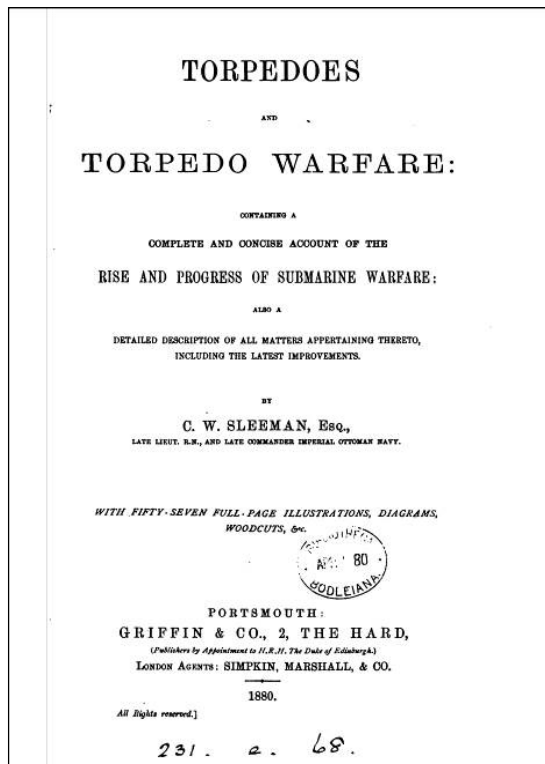 TORPEDOES
AND
TORPEDO WARFARE:
CONTAINING A
COMPLETE AND CONCISE ACCOUNT OF THE
RISE AND PROGRESS OF SUBMARINE WARFARE:
ALSO A
DETAILED DESCRIPTION OF ALL MATTERS APPERTAINING THERETO,
INCLUDING THE LATEST IMPROVEMENTS.
BY
C. W. SLEEMAN, ESQ.,
LATE LIEUT. R.N., AND LATE COMMANDER IMPERIAL OTTOMAN NAVY.
WITH FIFTY-SEVEN FULL-PAGE ILLUSTRATIONS, DIAGRAMS,
WOODCUTS, &c.
80
BODLEIANA
PORTSMOUTH:
GRIFFIN & CO., 2, THE HARD,
(Publishers by Appointment to H.R.H. The Duke of Edinburgh.)
LONDON AGENTS: SIMPKIN, MARSHALL, & CO.
1880.
All Rights reserved.]
231. e. 68.